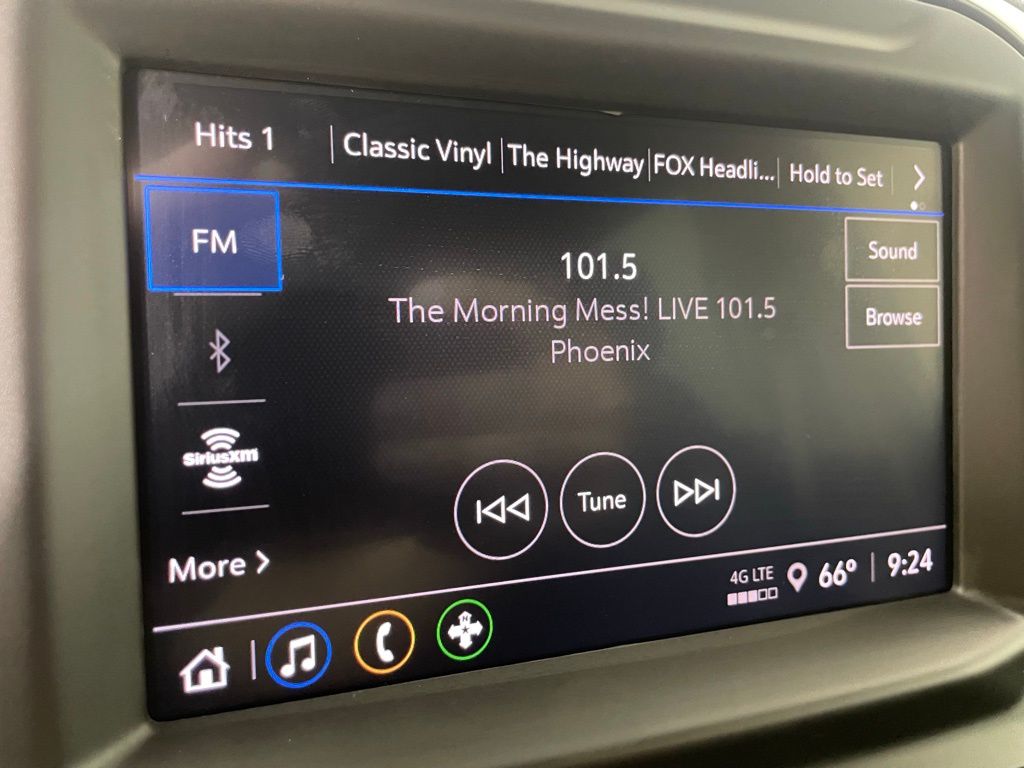 Hits 1
Classic Vinyl
The Highway
FOX Headli...
Hold to Set
FM
Sound
101.5
The Morning Mess! LIVE 101.5
Browse
Phoenix
SiriusXM
Tune
More
4G LTE
66°
9:24